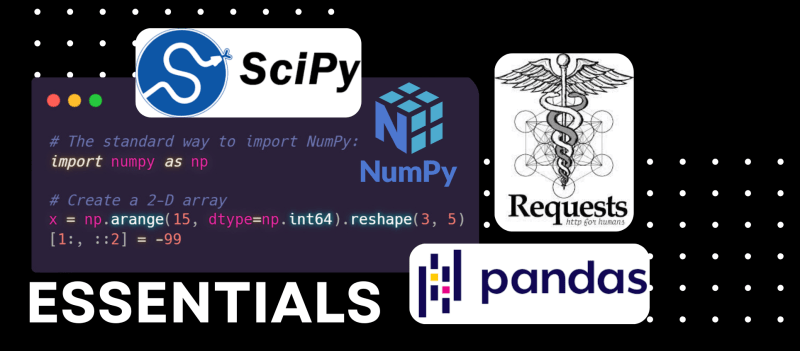 SciPy
# The standard way to import NumPy:
import numpy as np
# Create a 2-D array
x = np.arange(15, dtype=np.int64).reshape(3, 5)
[1:, ::2] = -99
NumPy
Requests
http for humans
pandas
ESSENTIALS